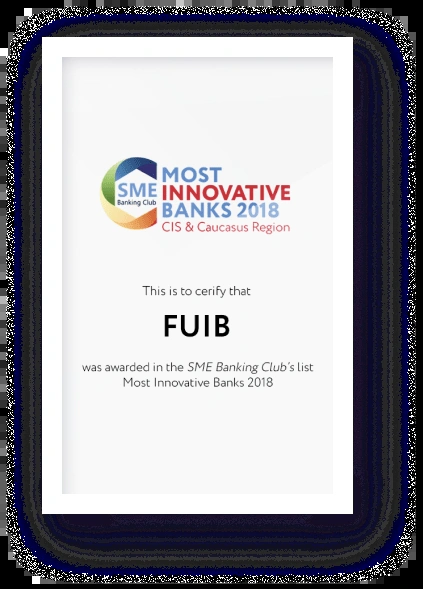 SME
Banking Club
MOST
INNOVATIVE
BANKS 2018
CIS & Caucasus Region
This is to cerify that
FUIB
was awarded in the SME Banking Club's list
Most Innovative Banks 2018